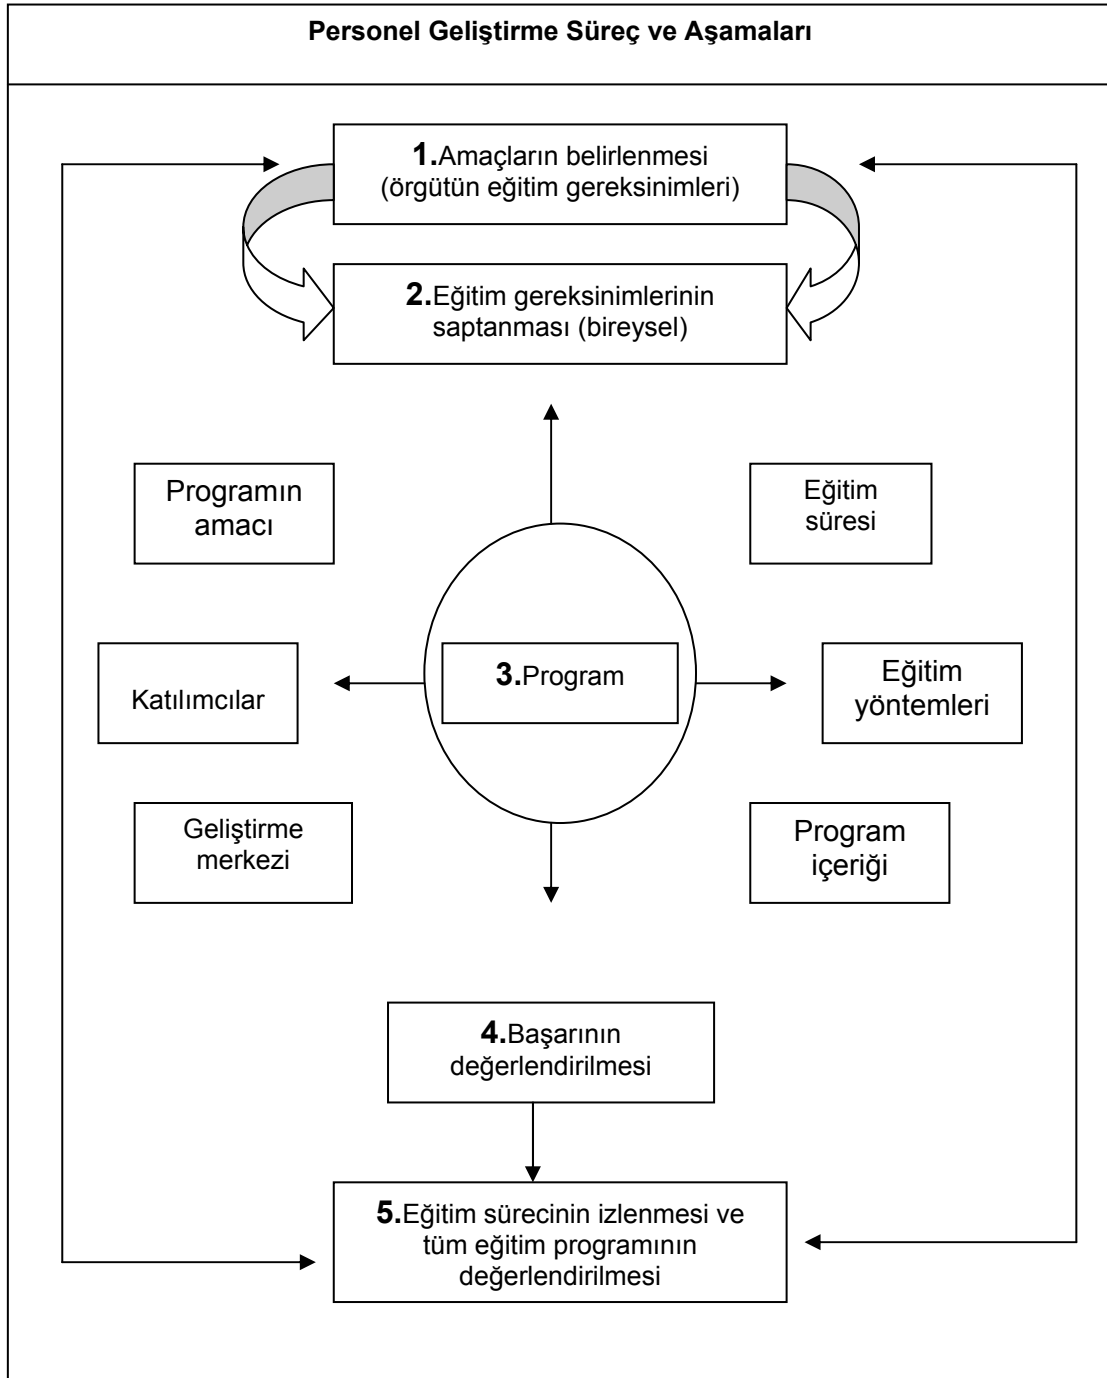 Personel Geliştirme Süreç ve Aşamaları
1.Amaçların belirlenmesi
(örgütün eğitim gereksinimleri)
2.Eğitim gereksinimlerinin
saptanması (bireysel)
Programın
amacı
Eğitim
süresi
Katılımcılar
3.Program
Eğitim
yöntemleri
Geliştirme
merkezi
Program
içeriği
4.Başarının
değerlendirilmesi
5.Eğitim sürecinin izlenmesi ve
tüm eğitim programının
değerlendirilmesi